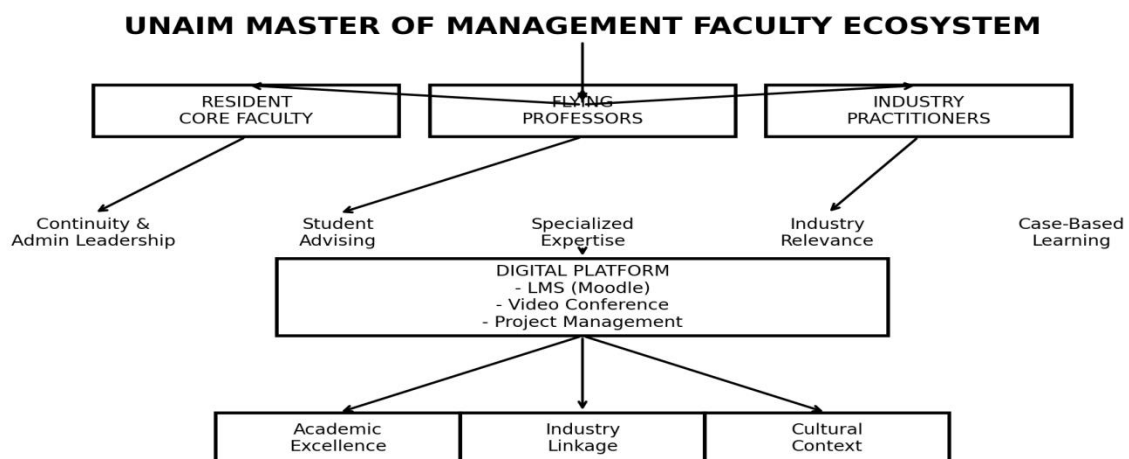 UNAIM MASTER OF MANAGEMENT FACULTY ECOSYSTEM
RESIDENT
CORE FACULTY
FLYING
PROFESSORS
INDUSTRY
PRACTITIONERS
Continuity &
Admin Leadership
Student
Advising
Specialized
Expertise
Industry
Relevance
Case-Based
Learning
DIGITAL PLATFORM
- LMS (Moodle)
- Video Conference
- Project Management
Academic
Excellence
Industry
Linkage
Cultural
Context